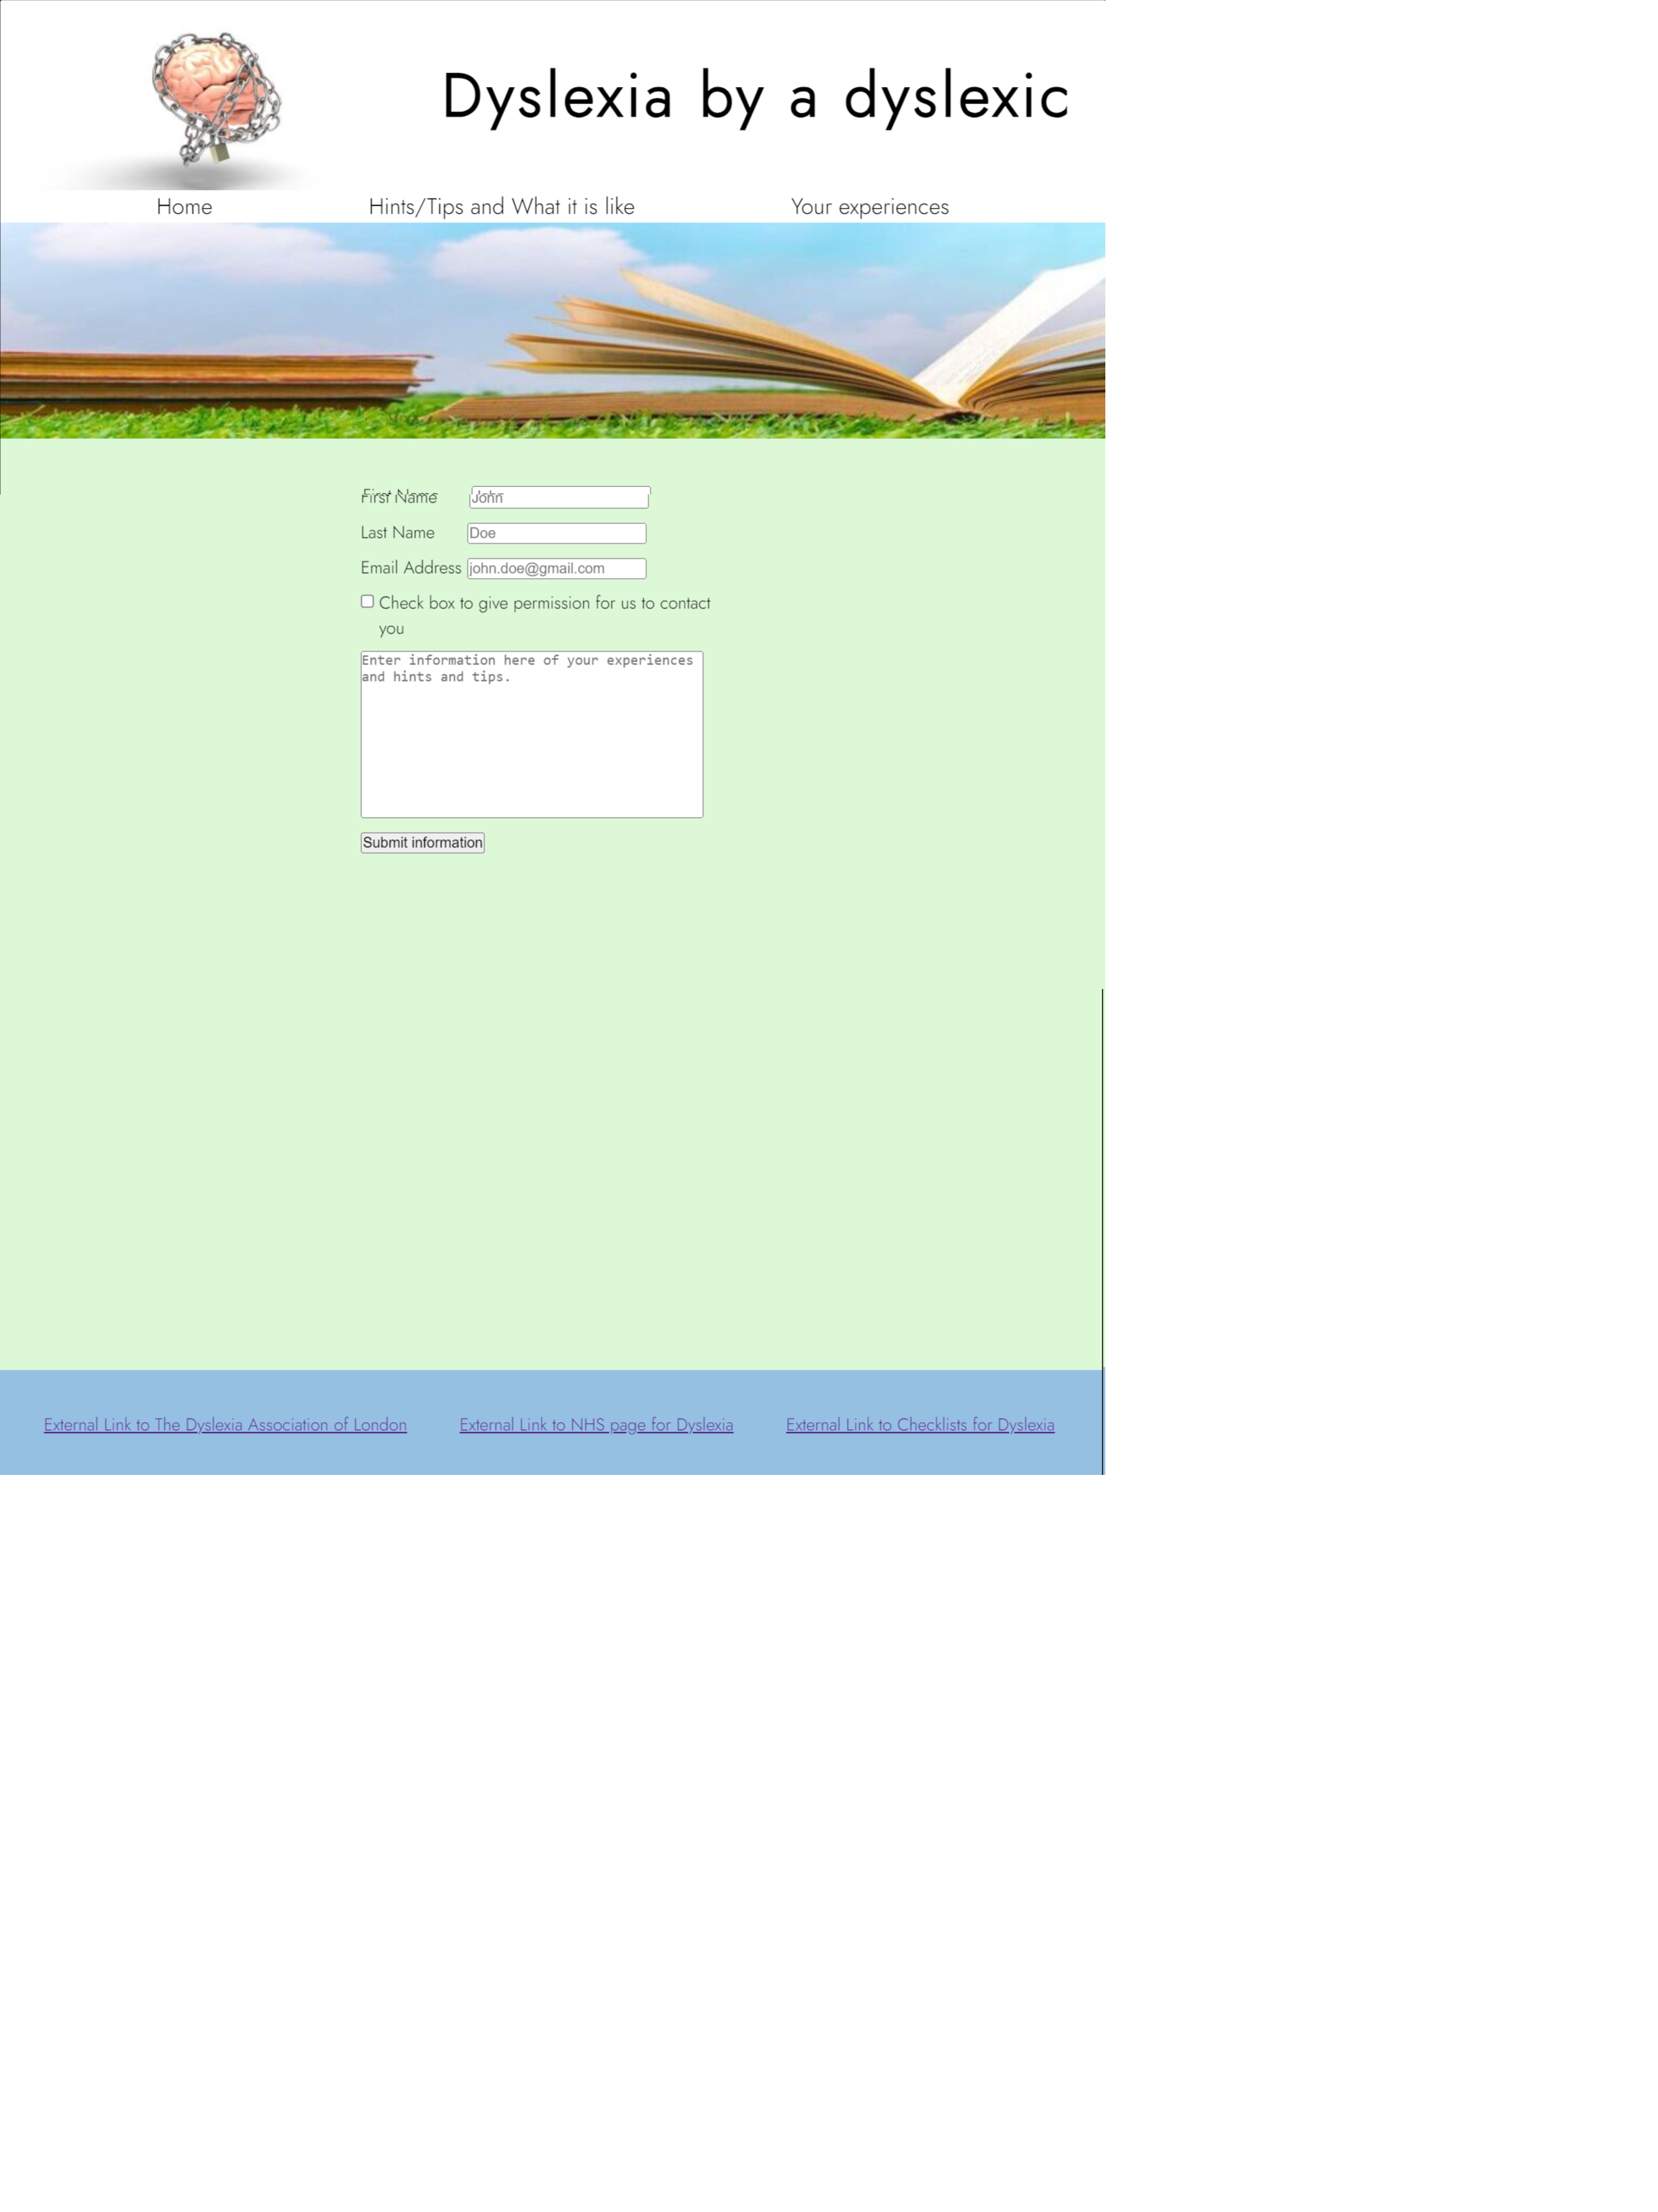 Dyslexia by a dyslexic
Home Hints/Tips and What it is like Your experiences
First Name John
Last Name Doe
Email Address john.doe@gmail.com
Check box to give permission for us to contact
you
Enter information here of your experiences
and hints and tips.
Submit information
External Link to The Dyslexia Association of London External Link to NHS page for Dyslexia External Link to Checklists for Dyslexia